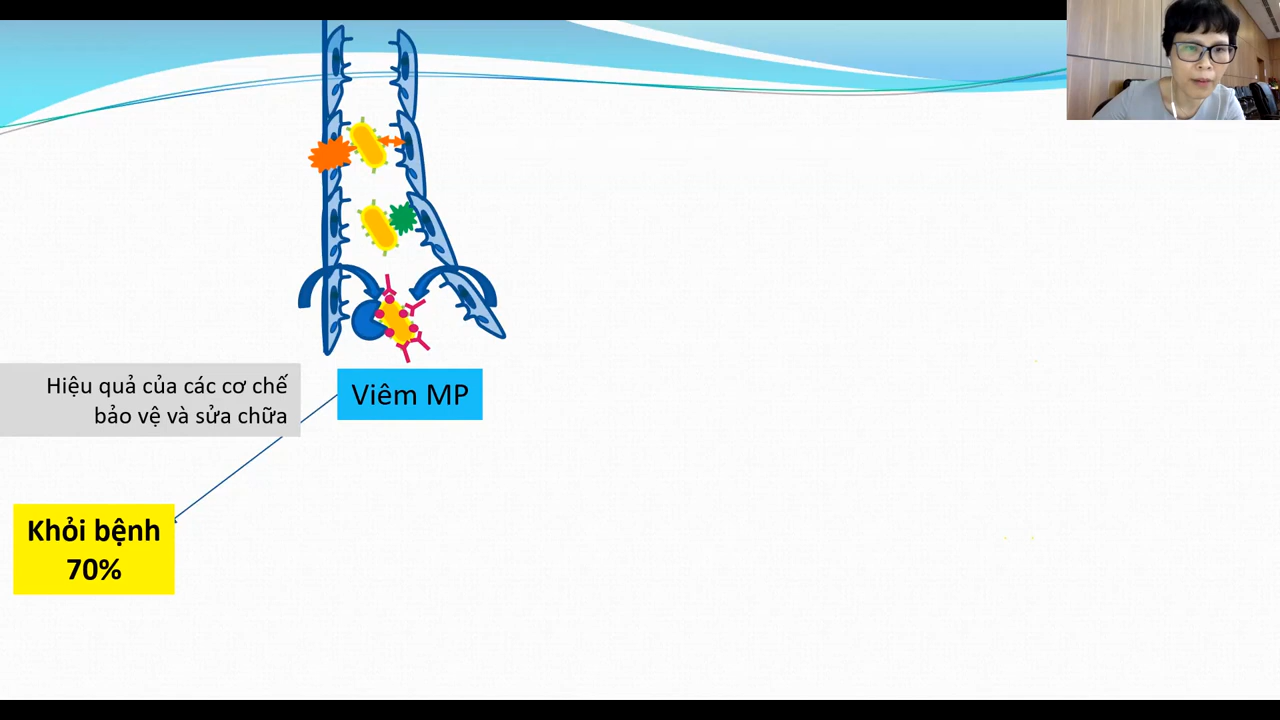 Hiệu quả của các cơ chế
bảo vệ và sửa chữa
Viêm MP
Khỏi bệnh
70%